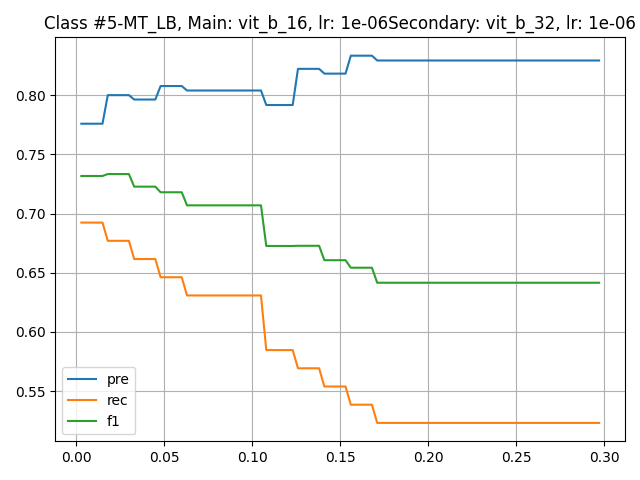 Class #5-MT_LB, Main: vit_b_16, lr: 1e-06Secondary: vit_b_32, lr: 1e-06
0.80
0.75
0.70
0.65
0.60
0.55
pre
rec
f1
0.00 0.05 0.10 0.15 0.20 0.25 0.30